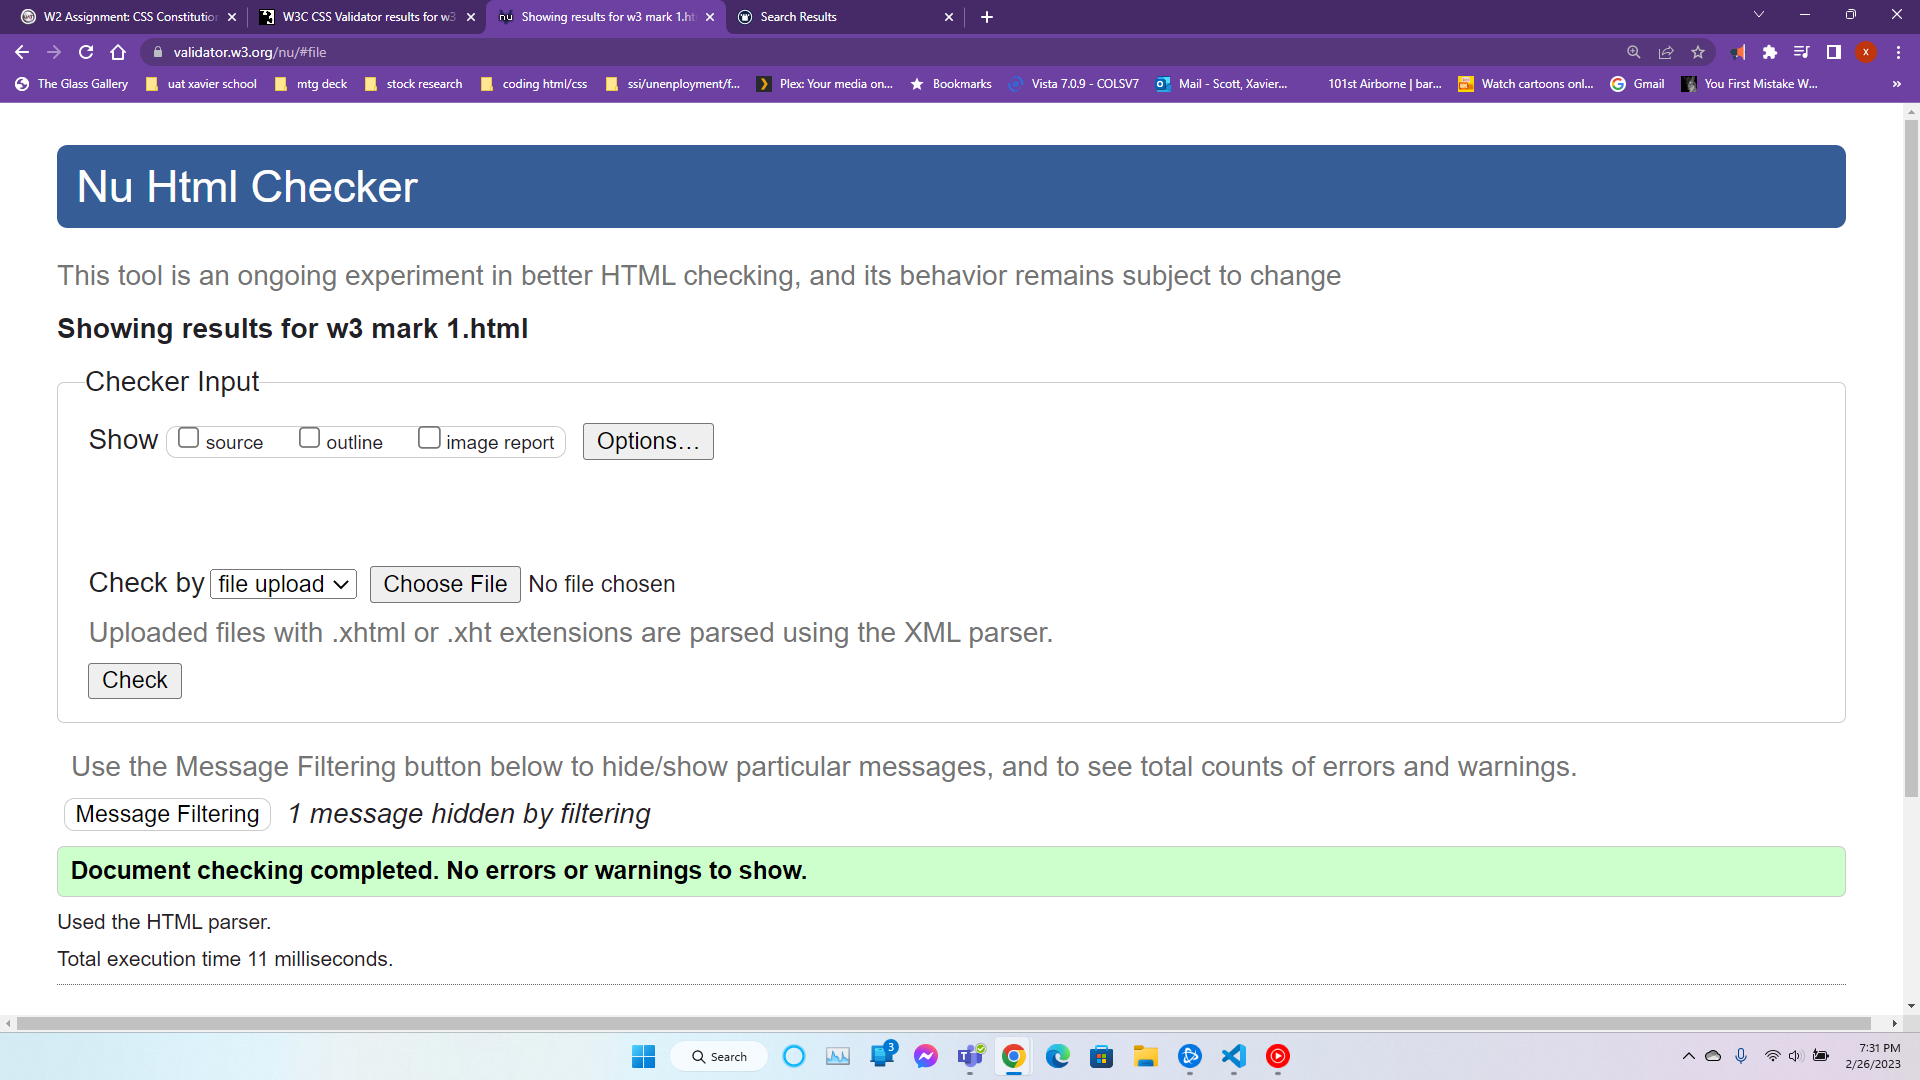 W2 Assignment: CSS Constitution
W3C CSS Validator results for w3
Showing results for w3 mark 1.ht
Search Results
validator.w3.org/nu/#file
The Glass Gallery
uat xavier school
mtg deck
stock research
coding html/css
ssi/unenployment/f...
Plex: Your media on...
Bookmarks
Vista 7.0.9 - COLSV7
Mail - Scott, Xavier...
101st Airborne | bar...
Watch cartoons onl...
Gmail
You First Mistake W...
»
Nu Html Checker
This tool is an ongoing experiment in better HTML checking, and its behavior remains subject to change
Showing results for w3 mark 1.html
Checker Input
Show source outline image report Options...
Check by file upload Choose File No file chosen
Uploaded files with .xhtml or .xht extensions are parsed using the XML parser.
Check
Use the Message Filtering button below to hide/show particular messages, and to see total counts of errors and warnings.
Message Filtering 1 message hidden by filtering
Document checking completed. No errors or warnings to show.
Used the HTML parser.
Total execution time 11 milliseconds.
Search
3
7:31 PM
2/26/2023